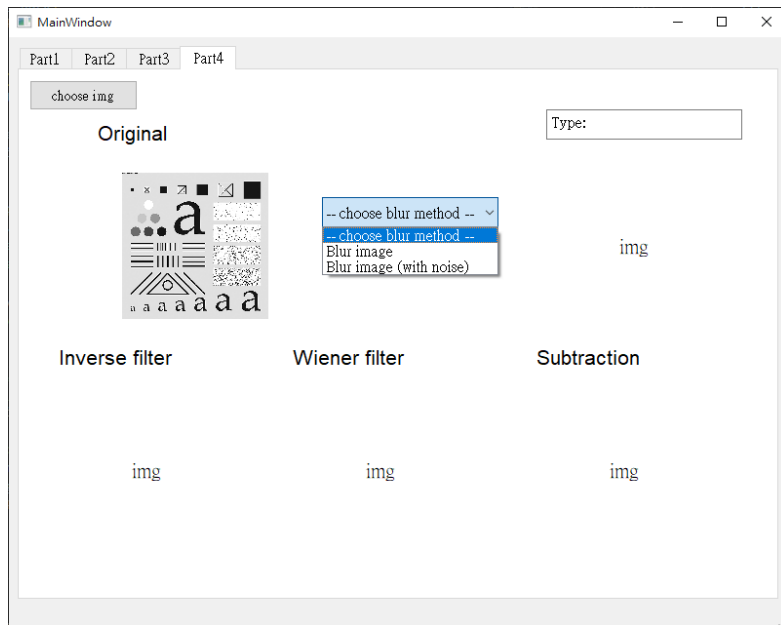 MainWindow
Part1 Part2 Part3 Part4
choose img
Original
Type:
a
a a a a a a a
-- choose blur method --
-- choose blur method --
Blur image
Blur image (with noise)
img
Inverse filter Wiener filter Subtraction
img img img